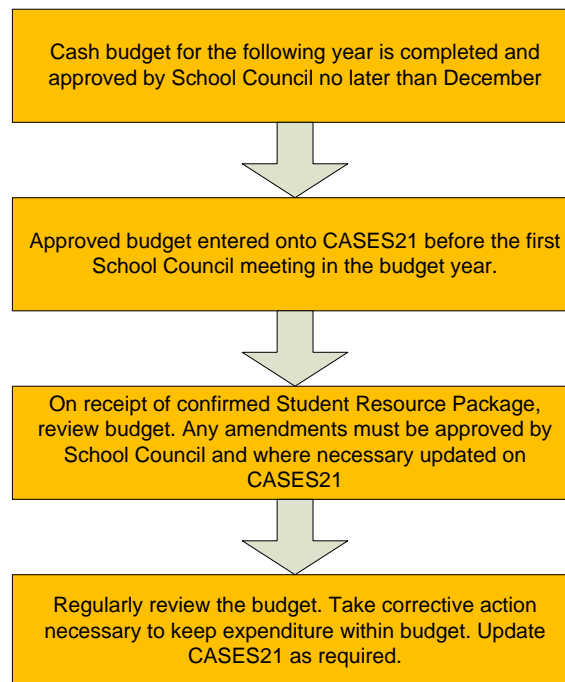 Cash budget for the following year is completed and
approved by School Council no later than December
Approved budget entered onto CASES21 before the first
School Council meeting in the budget year.
On receipt of confirmed Student Resource Package,
review budget. Any amendments must be approved by
School Council and where necessary updated on
CASES21
Regularly review the budget. Take corrective action
necessary to keep expenditure within budget. Update
CASES21 as required.